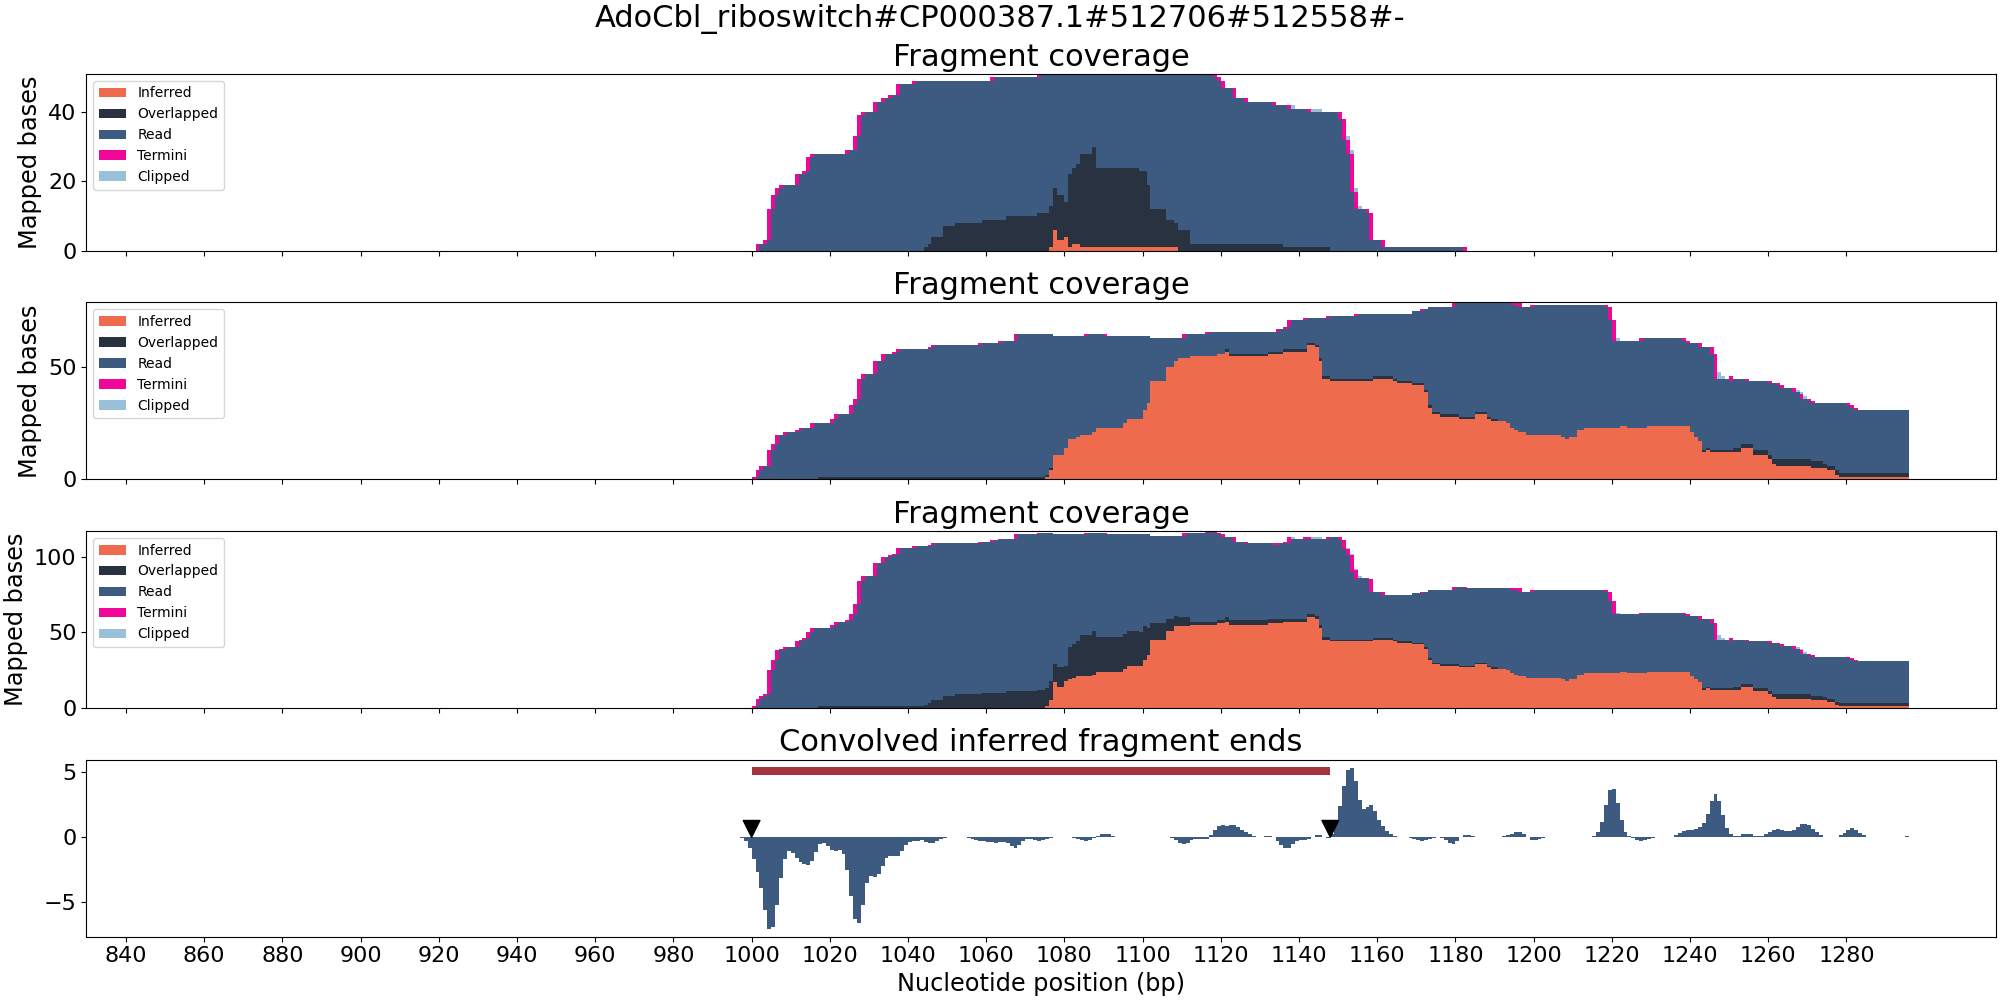 AdoCbl_riboswitch#CP000387.1#512706#512558#-
Fragment coverage
Mapped bases
40
20
0
Inferred
Overlapped
Read
Termini
Clipped
Fragment coverage
Mapped bases
50
0
Inferred
Overlapped
Read
Termini
Clipped
Fragment coverage
Mapped bases
100
50
0
Inferred
Overlapped
Read
Termini
Clipped
Convolved inferred fragment ends
5
0
−5
840 860 880 900 920 940 960 980 1000 1020 1040 1060 1080 1100 1120 1140 1160 1180 1200 1220 1240 1260 1280
Nucleotide position (bp)